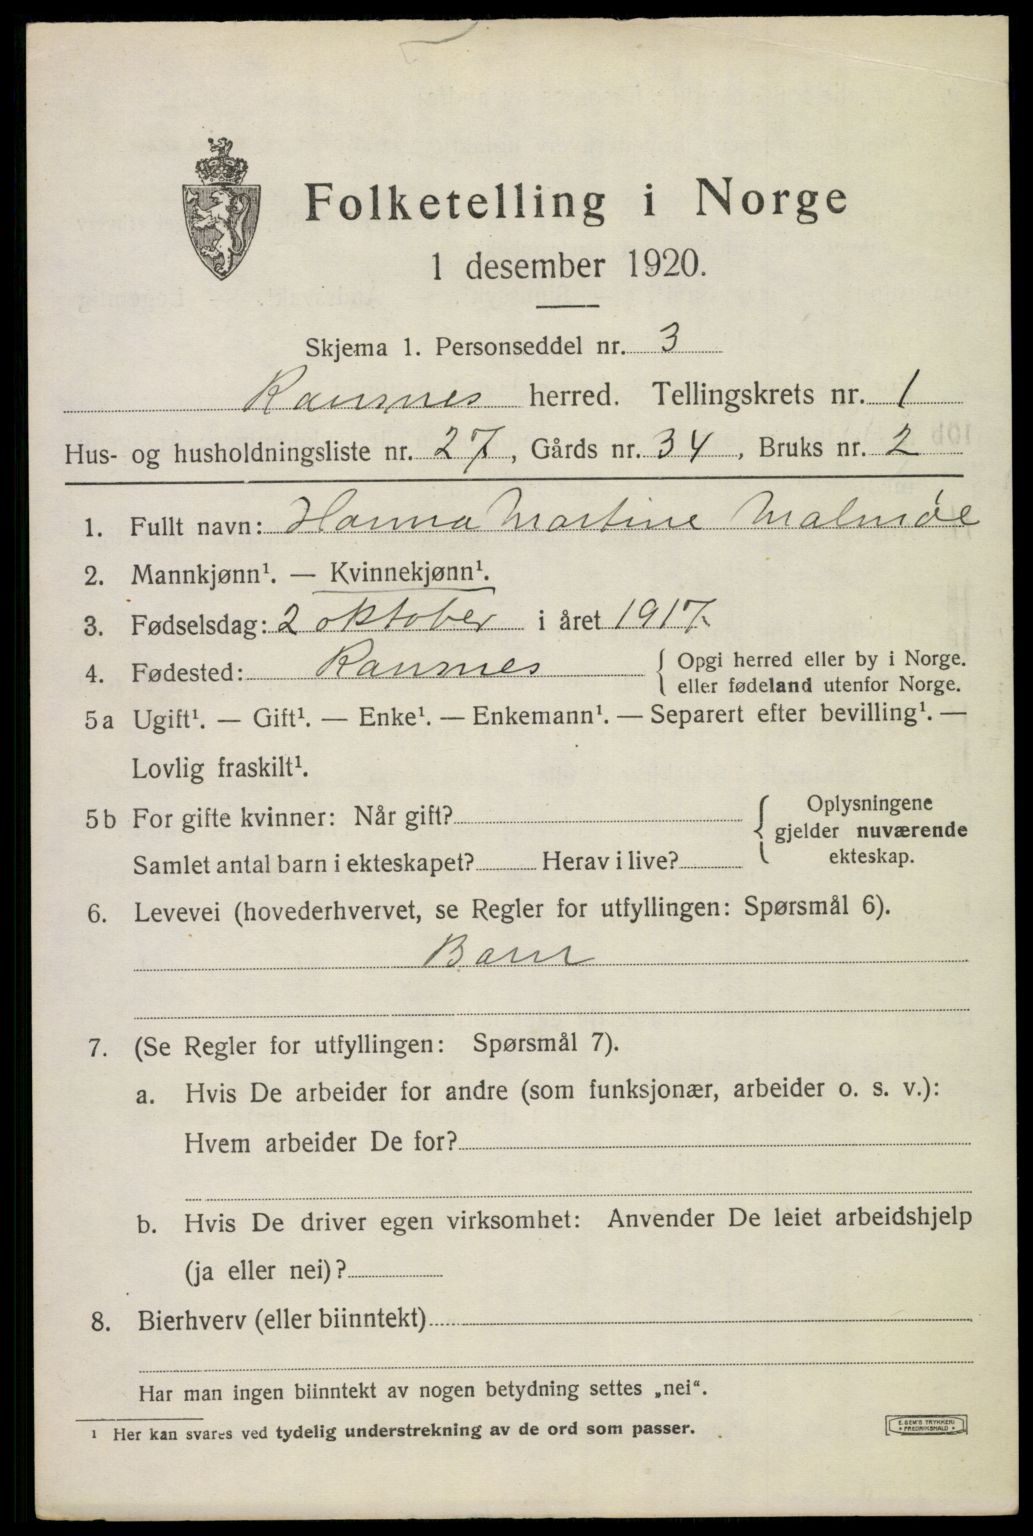 Folketelling i Norge
1 desember 1920.
Skjema 1. Personseddel nr. 3
Ramnes herred. Tellingskrets nr. 1
Hus- og husholdningsliste nr. 27, Gårds nr. 34, Bruks nr. 2
1. Fullt navn: Hanna Martine Malmøe
2. Mannkjønn¹. — Kvinnekjønn¹.
3. Fødselsdag: 2 oktober i året 1917.
4. Fødested: Ramnes { Opgi herred eller by i Norge.
eller fødeland utenfor Norge.
5a Ugift¹. — Gift¹. — Enke¹. — Enkemann¹. — Separert efter bevilling¹. —
Lovlig fraskilt¹.
5b For gifte kvinner: Når gift?
Samlet antal barn i ekteskapet? Herav i live?
{ Oplysningene
gjelder nuværende
ekteskap.
6. Levevei (hovederhvervet, se Regler for utfyllingen: Spørsmål 6).
Barn
7. (Se Regler for utfyllingen: Spørsmål 7).
a. Hvis De arbeider for andre (som funksjonær, arbeider o. s. v.):
Hvem arbeider De for?
b. Hvis De driver egen virksomhet: Anvender De leiet arbeidshjelp
(ja eller nei)?
8. Bierhverv (eller biinntekt)
Har man ingen biinntekt av nogen betydning settes „nei“.
¹ Her kan svares ved tydelig understrekning av de ord som passer.
E. SEM'S TRYKKERI
FREDRIKSHALD